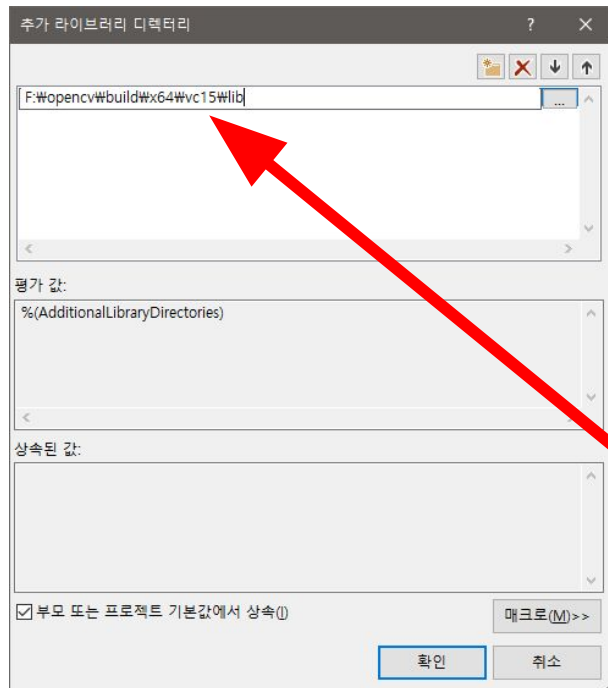 추가 라이브러리 디렉터리
F:₩opencv₩build₩x64₩vc15₩lib
...
평가 값:
%(AdditionalLibraryDirectories)
상속된 값:
부모 또는 프로젝트 기본값에서 상속(I)
매크로(M)>>
확인
취소